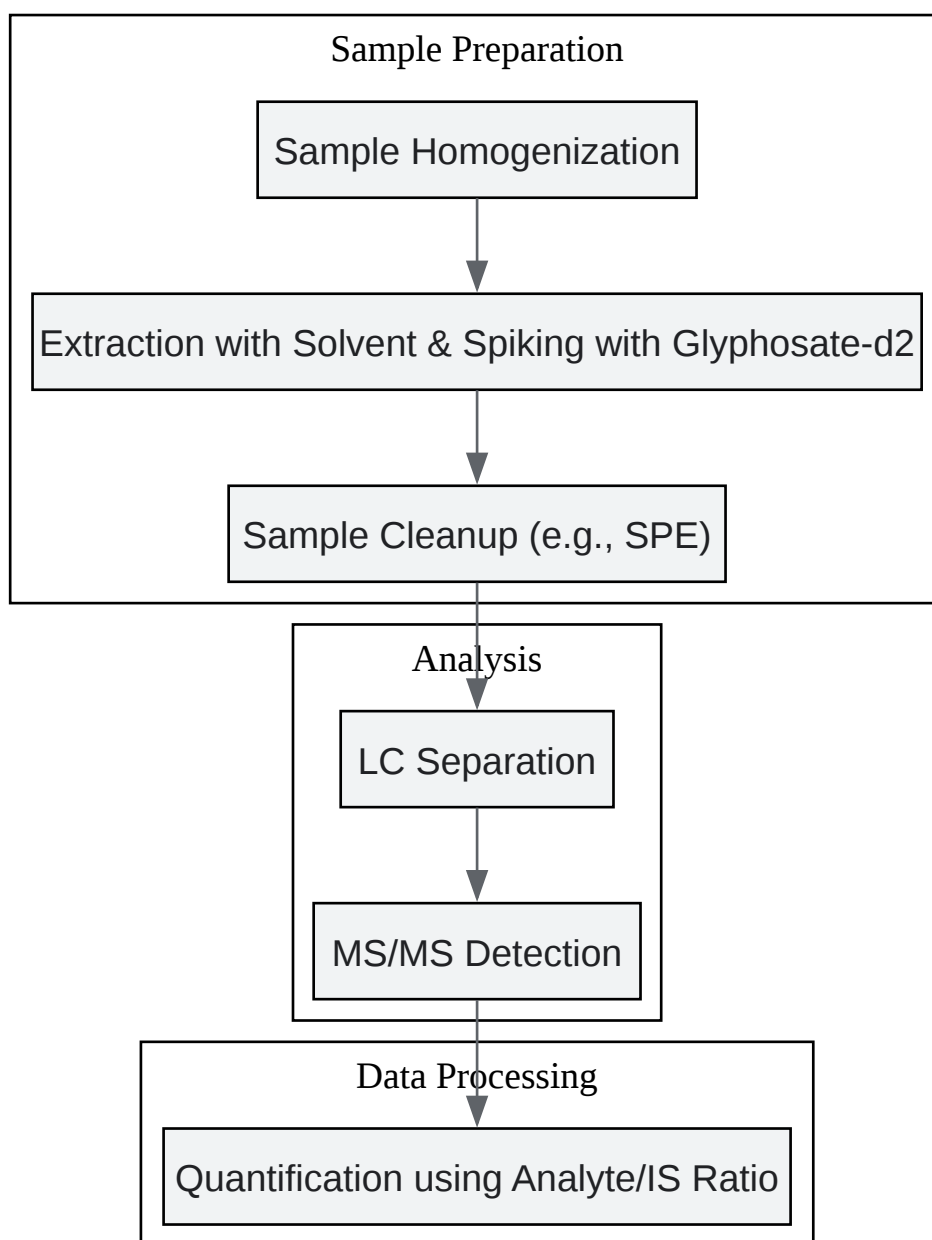 Sample Preparation
Sample Homogenization
Extraction with Solvent & Spiking with Glyphosate-d2
Sample Cleanup (e.g., SPE)
Analysis
LC Separation
MS/MS Detection
Data Processing
Quantification using Analyte/IS Ratio